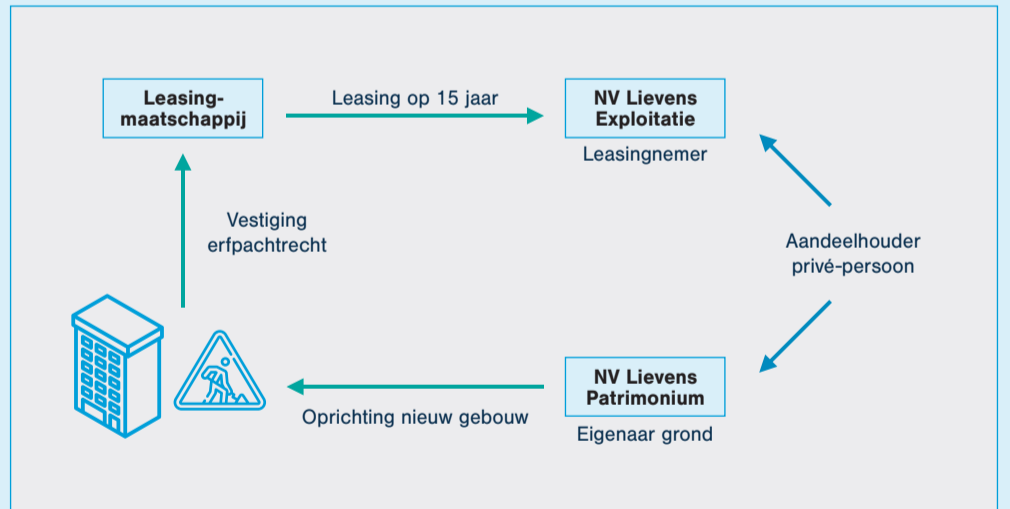 Leasing-
maatschappij
Leasing op 15 jaar
NV Lievens
Exploitatie
Leasingnemer
Vestiging
erfpachtrecht
Aandeelhouder
privé-persoon
NV Lievens
Patrimonium
Oprichting nieuw gebouw
Eigenaar grond